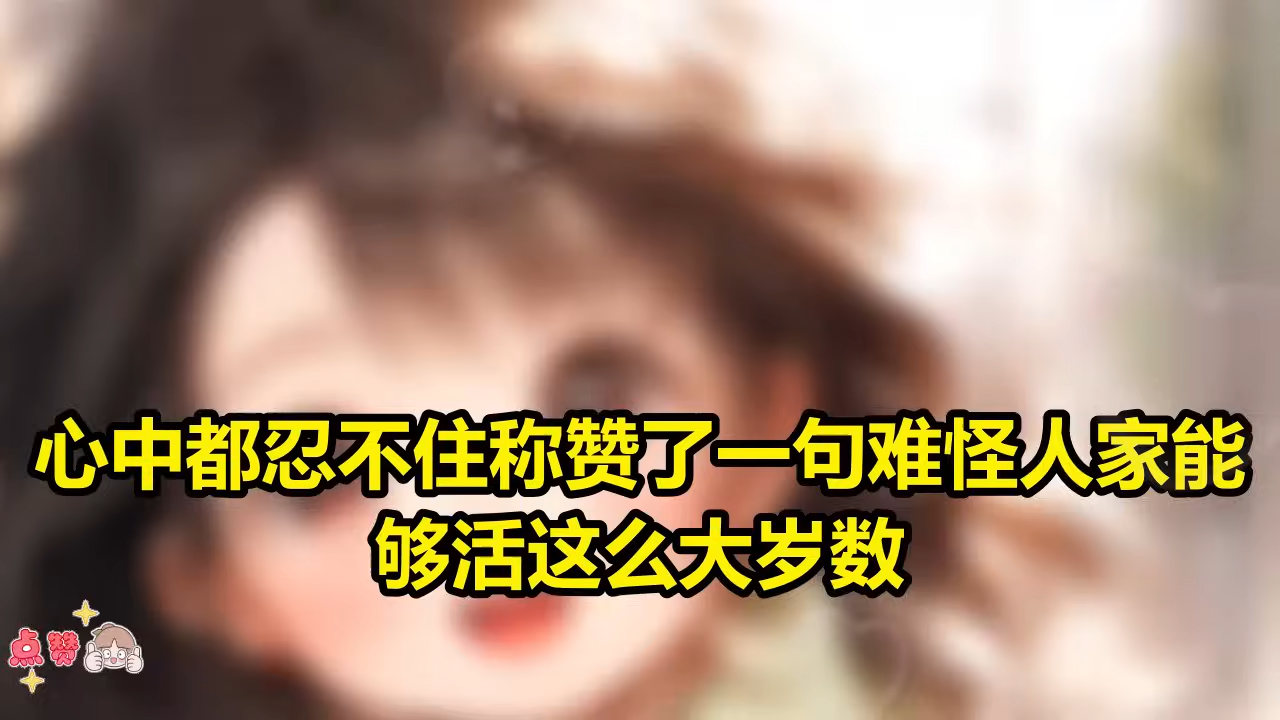 心中都忍不住称赞了一句难怪人家能
够活这么大岁数
点赞